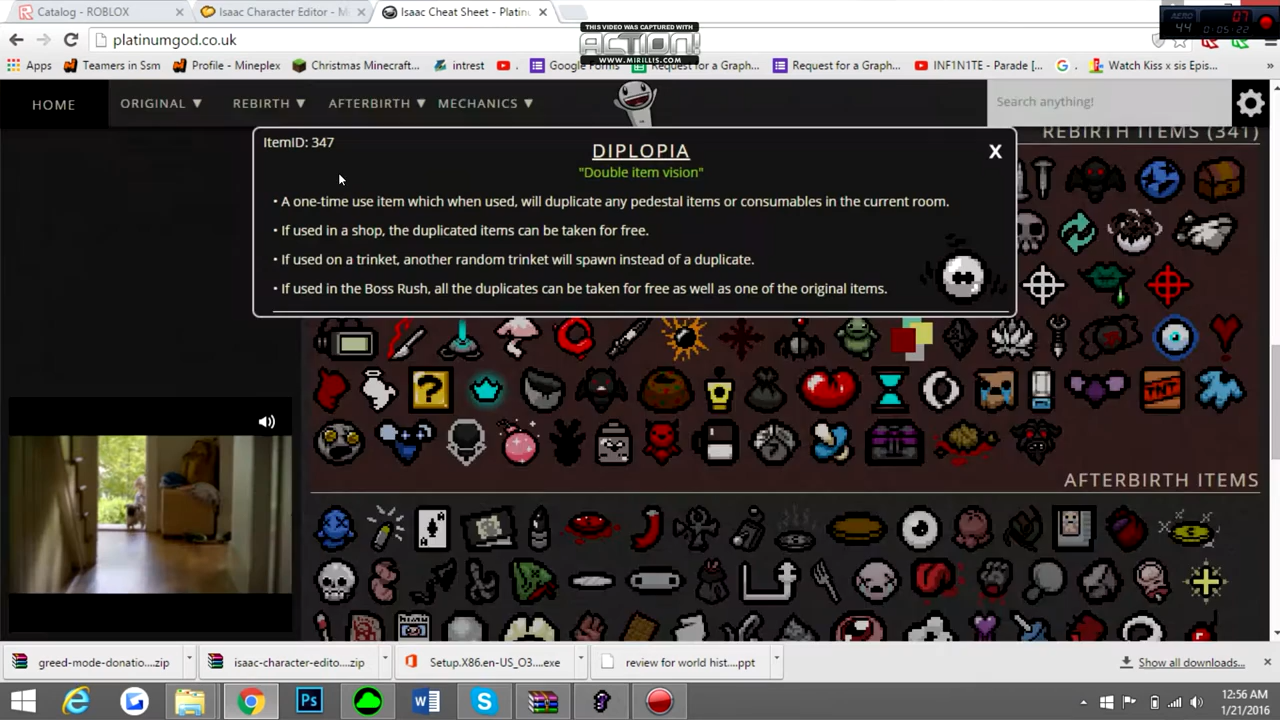 Catalog - ROBLOX
Isaac Character Editor - M
Isaac Cheat Sheet - Platin
THIS VIDEO WAS CAPTURED WITH
ACTION!
WWW.MIRILLIS.COM
AERO
44
07
0:05:22
platinumgod.co.uk
Apps
Teamers in Ssm
Profile - Mineplex
Christmas Minecraft...
Intrest
Google Forms
Request for a Graph...
Request for a Graph...
INF1N1TE - Parade [...
Watch Kiss x sis Epis...
HOME
ORIGINAL ▼
REBIRTH ▼
AFTERBIRTH ▼
MECHANICS ▼
Search anything!
REBIRTH ITEMS (341)
ItemID: 347
DIPLOPIA
X
"Double item vision"
• A one-time use item which when used, will duplicate any pedestal items or consumables in the current room.
• If used in a shop, the duplicated items can be taken for free.
• If used on a trinket, another random trinket will spawn instead of a duplicate.
• If used in the Boss Rush, all the duplicates can be taken for free as well as one of the original items.
AFTERBIRTH ITEMS
greed-mode-donatio....zip
isaac-character-edito....zip
Setup.X86.en-US_O3....exe
review for world hist....ppt
Show all downloads...
12:56 AM
1/21/2016